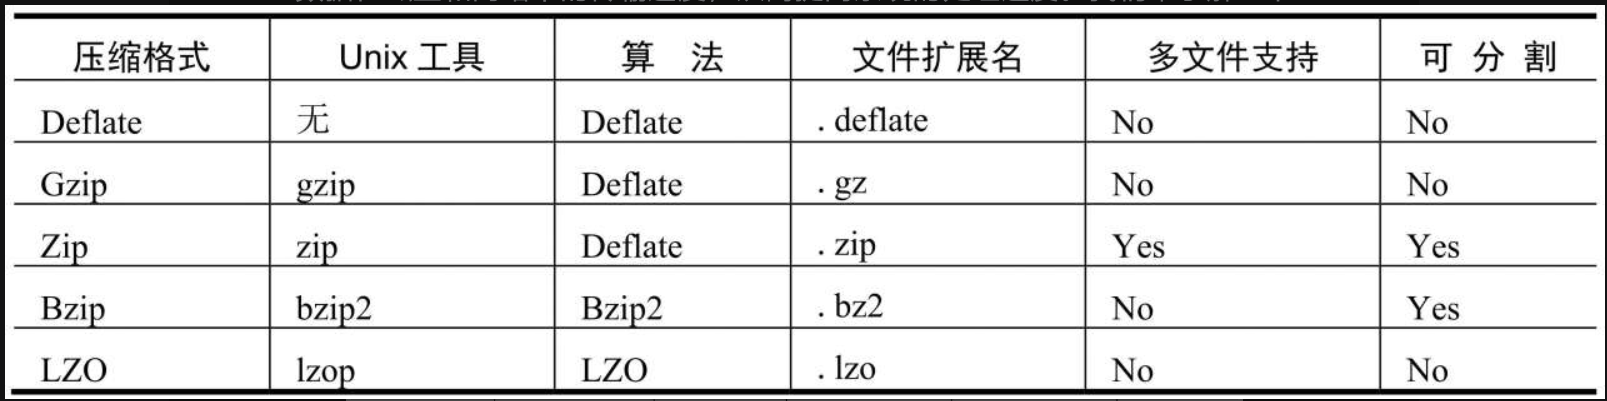 压缩格式 Unix 工具 算 法 文件扩展名 多文件支持 可 分 割
Deflate 无 Deflate . deflate No No
Gzip gzip Deflate . gz No No
Zip zip Deflate . zip Yes Yes
Bzip bzip2 Bzip2 . bz2 No Yes
LZO lzop LZO . lzo No No